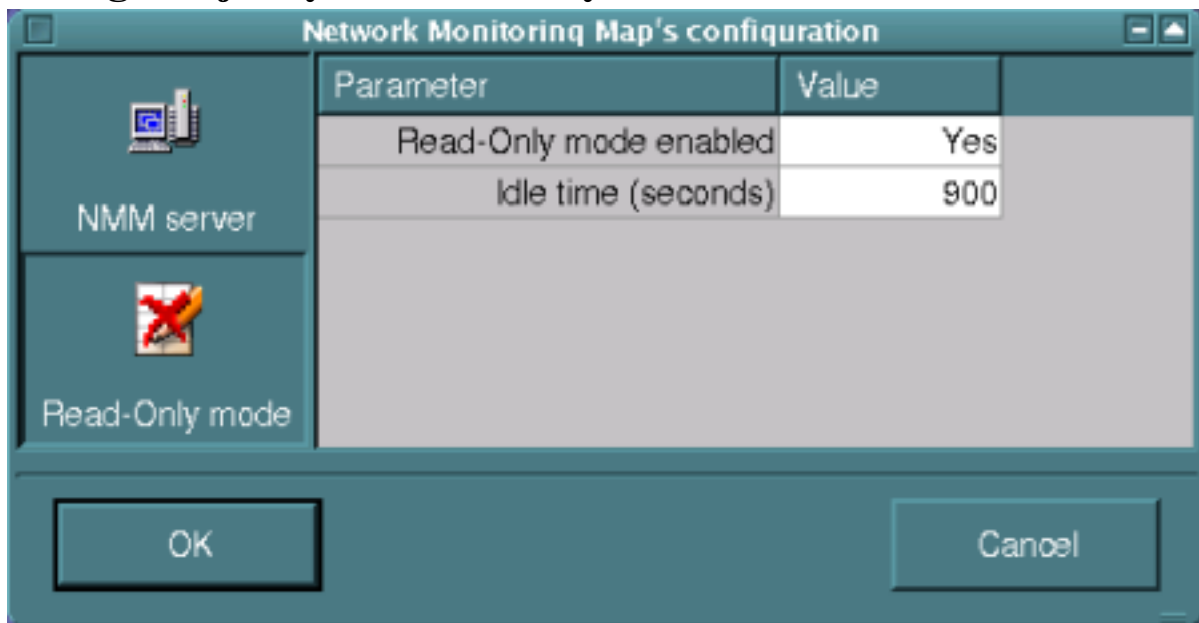 Network Monitoring Map's configuration
Parameter Value
Read-Only mode enabled Yes
Idle time (seconds) 900
NMM server
Read-Only mode
OK Cancel